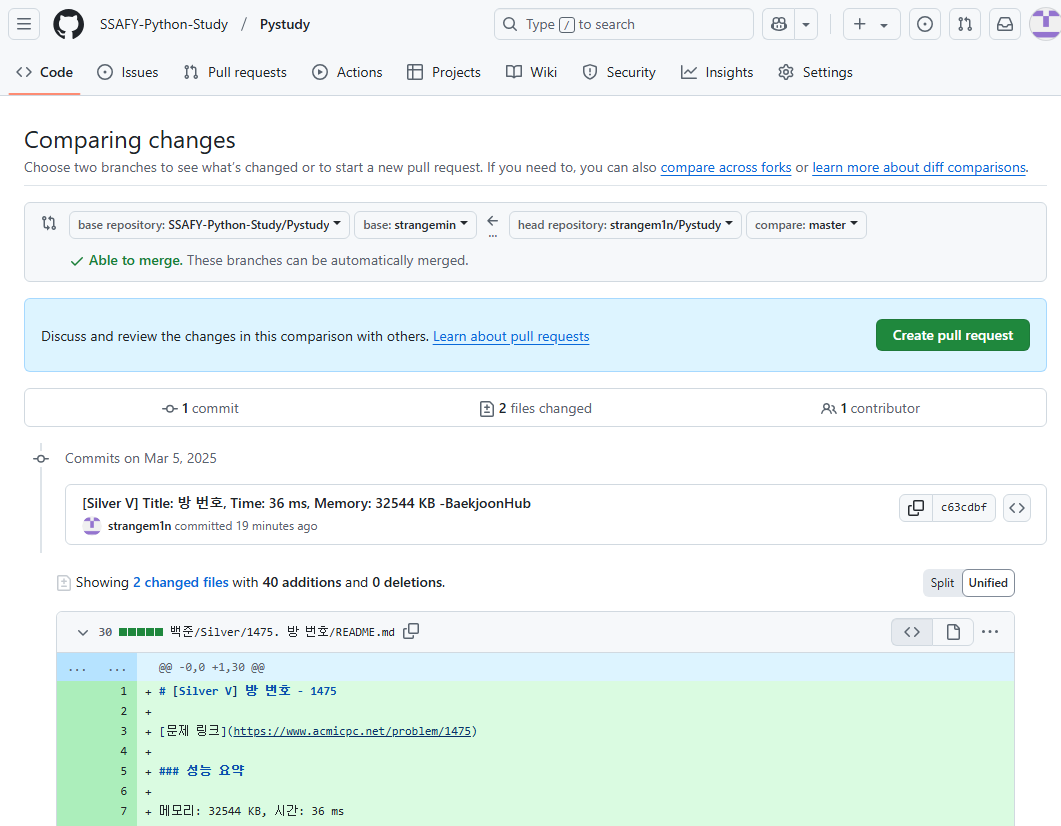 SSAFY-Python-Study / Pystudy
Type / to search
Code Issues Pull requests Actions Projects Wiki Security Insights Settings
Comparing changes
Choose two branches to see what's changed or to start a new pull request. If you need to, you can also compare across forks or learn more about diff comparisons.
base repository: SSAFY-Python-Study/Pystudy base: strangemin ... head repository: strangem1n/Pystudy compare: master
Able to merge. These branches can be automatically merged.
Discuss and review the changes in this comparison with others. Learn about pull requests Create pull request
1 commit 2 files changed 1 contributor
Commits on Mar 5, 2025
[Silver V] Title: 방 번호, Time: 36 ms, Memory: 32544 KB -BaekjoonHub
strangem1n committed 19 minutes ago
c63cdbf
Showing 2 changed files with 40 additions and 0 deletions.
Split Unified
30 백준/Silver/1475. 방 번호/README.md
... ... @@ -0,0 +1,30 @@
1 + # [Silver V] 방 번호 - 1475
2 +
3 + [문제 링크](https://www.acmicpc.net/problem/1475)
4 +
5 + ### 성능 요약
6 +
7 + 메모리: 32544 KB, 시간: 36 ms